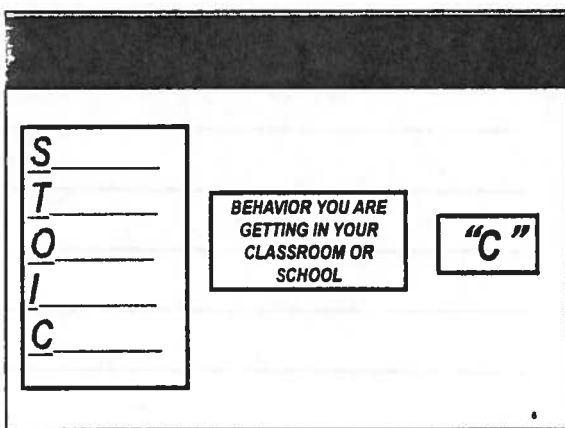 S
T
O
I
C
BEHAVIOR YOU ARE
GETTING IN YOUR
CLASSROOM OR
SCHOOL
"C"